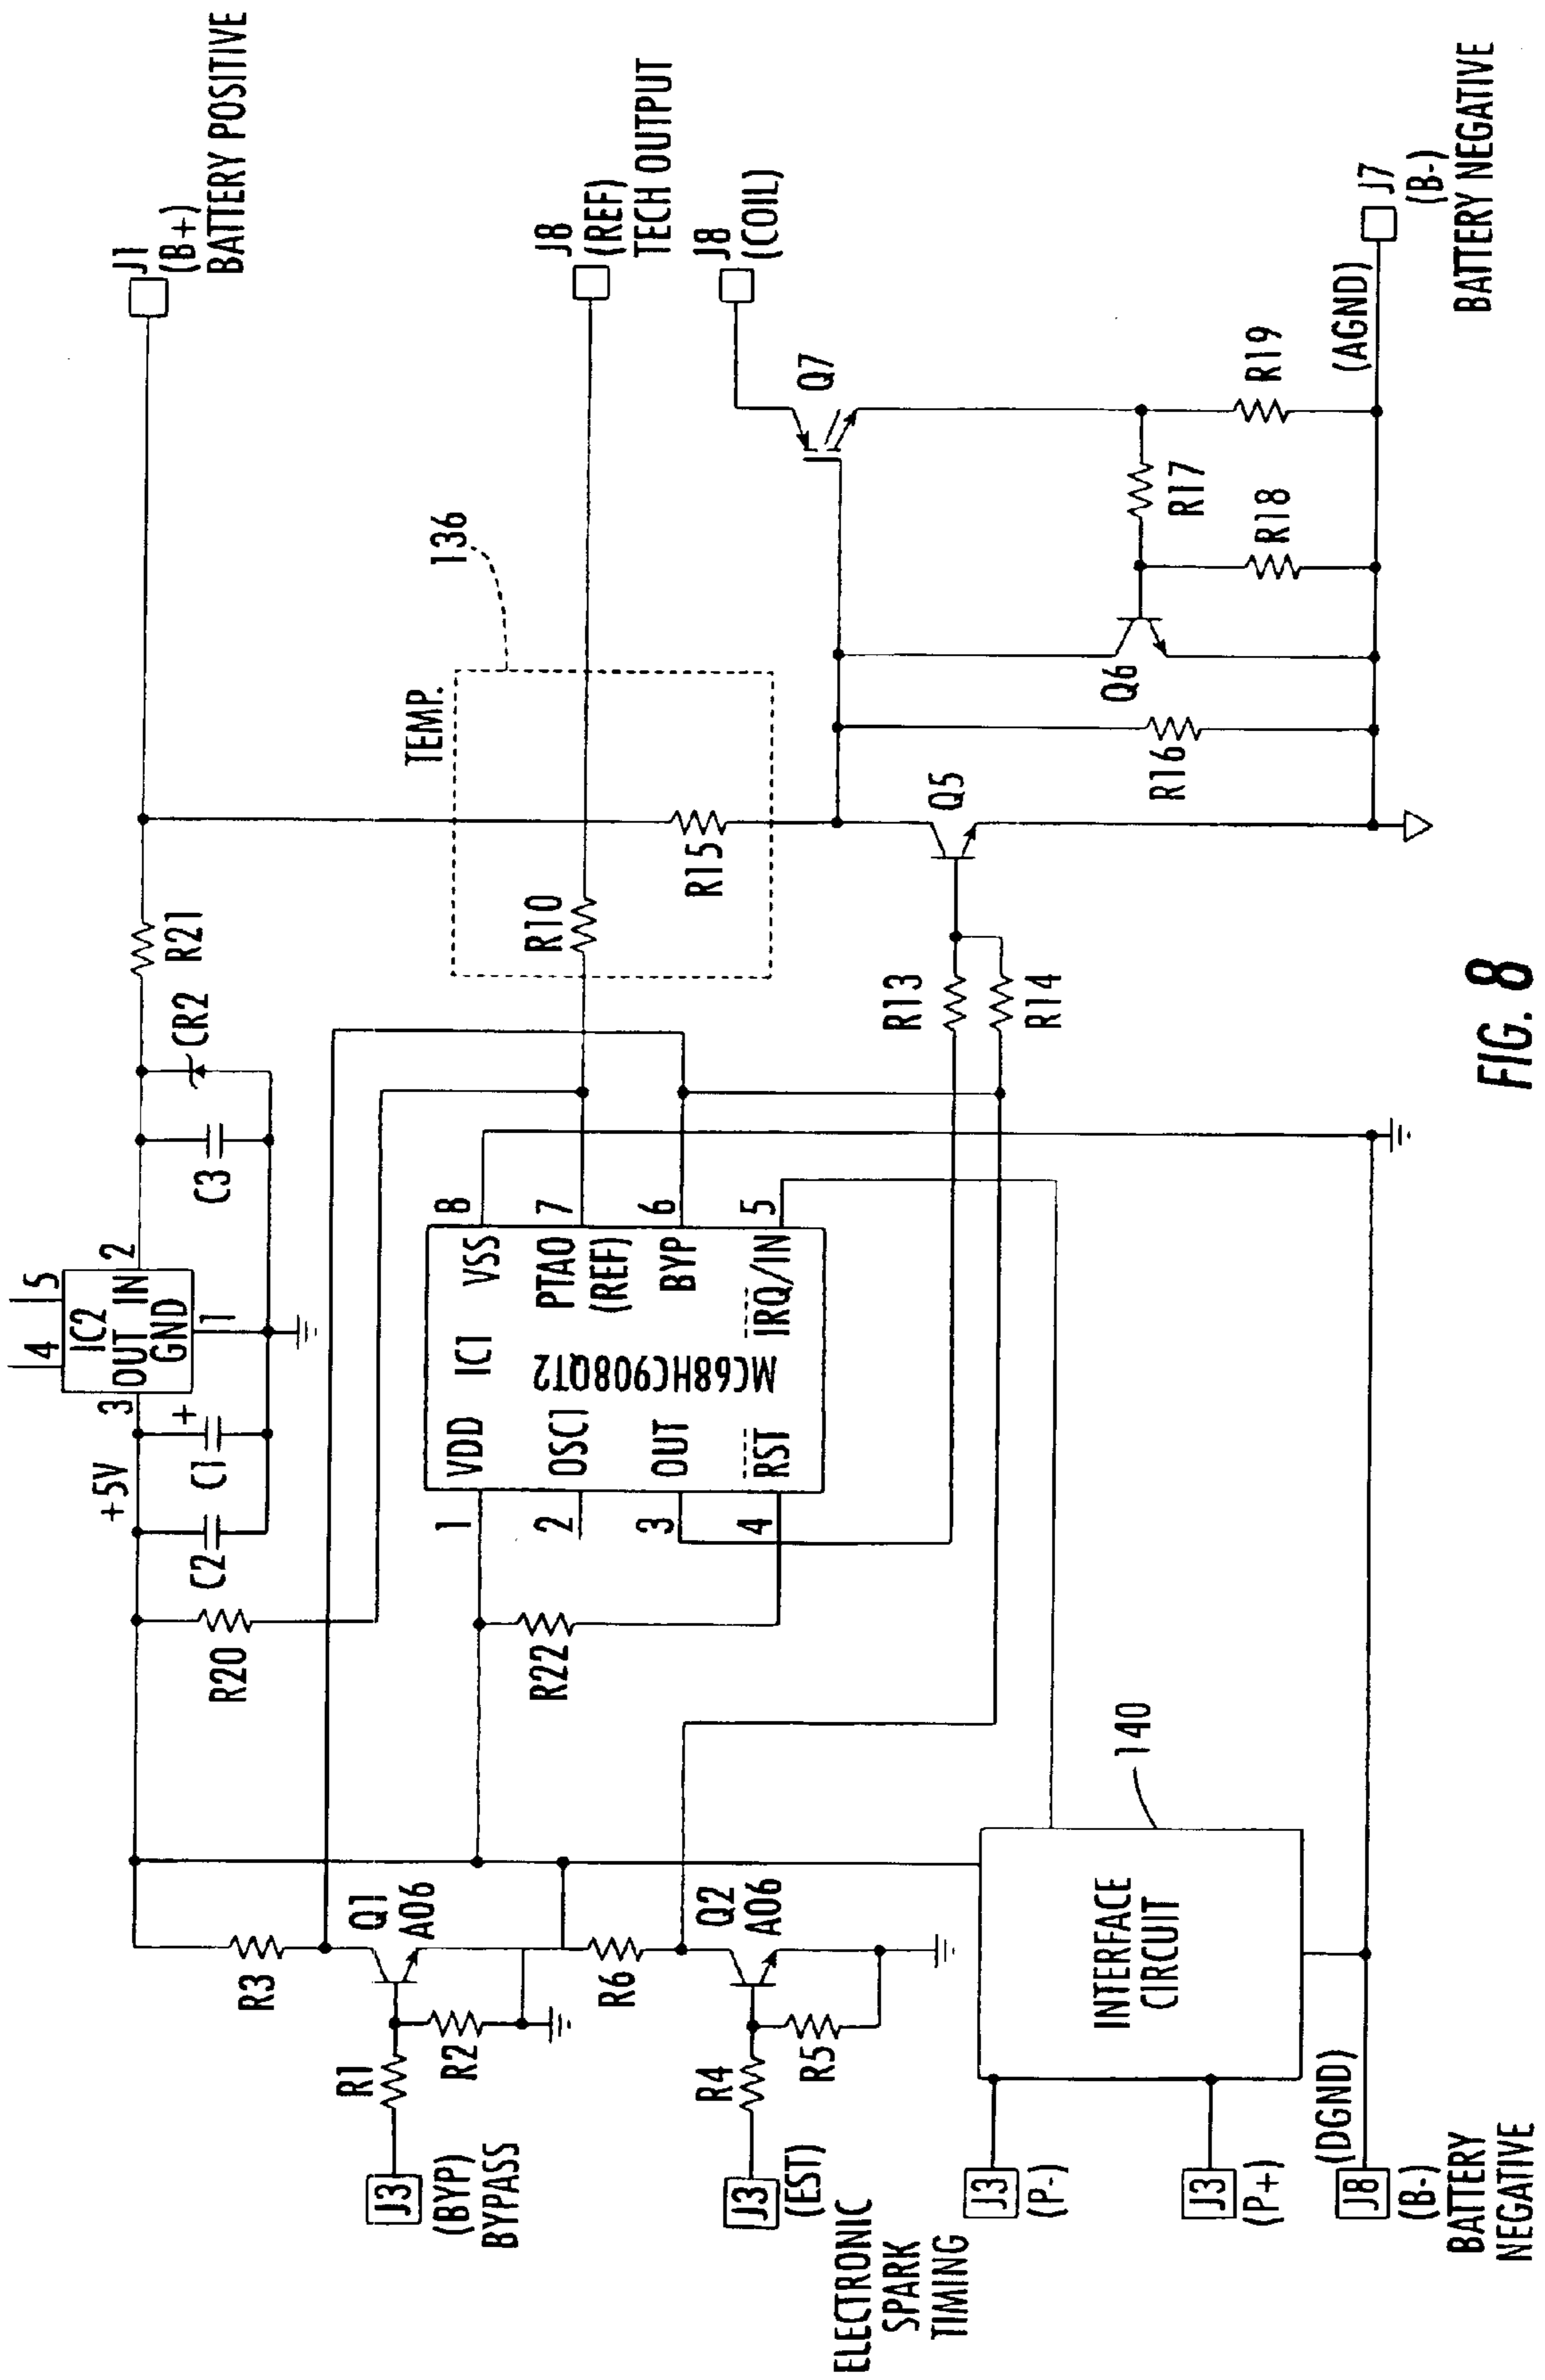 J1
(B+)
BATTERY POSITIVE
4
5
IC2
OUT IN
GND
3
2
1
+5V
C2
C1
+
C3
CR2
R21
R20
TEMP.
136
J8
(REF)
TECH OUTPUT
R10
R15
J8
(COIL)
Q7
1
2
3
4
VDD
OSC1
OUT
RST
IC1
MC68HC908QT2
VSS
PTA0
(REF)
BYP
IRQ/IN
8
7
6
5
R22
R3
Q1
A06
J3
(BYP)
BYPASS
R1
R2
R6
Q2
A06
J3
(EST)
ELECTRONIC
SPARK
TIMING
R4
R5
R13
R14
Q5
R16
Q6
R17
R18
R19
(AGND)
J7
(B-)
BATTERY NEGATIVE
J3
(P-)
J3
(P+)
INTERFACE
CIRCUIT
140
J8
(B-)
BATTERY
NEGATIVE
(DGND)
FIG. 8